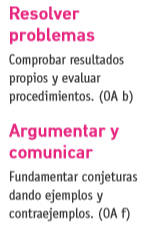 Resolver
problemas
Comprobar resultados
propios y evaluar
procedimientos. (OA b)
Argumentar y
comunicar
Fundamentar conjeturas
dando ejemplos y
contraejemplos. (OA f)